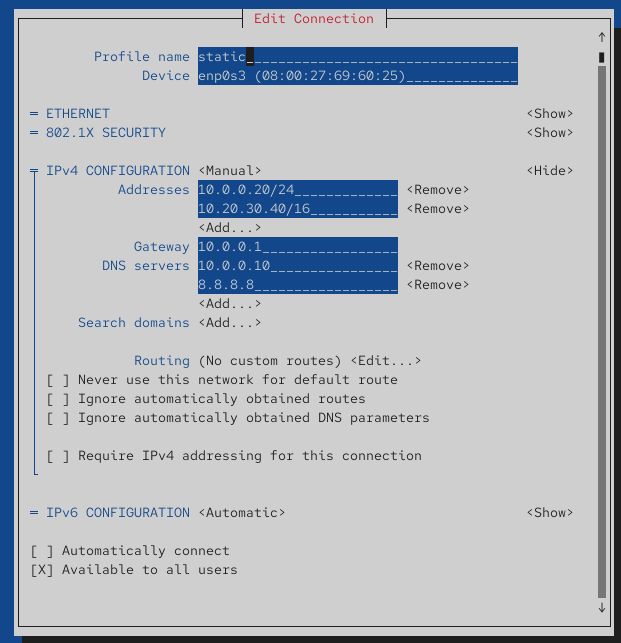 Edit Connection
Profile name static
Device enp0s3 (08:00:27:69:60:25)
= ETHERNET <Show>
= 802.1X SECURITY <Show>
IPv4 CONFIGURATION <Manual> <Hide>
Addresses 10.0.0.20/24 <Remove>
10.20.30.40/16 <Remove>
<Add...>
Gateway 10.0.0.1
DNS servers 10.0.0.10 <Remove>
8.8.8.8 <Remove>
<Add...>
Search domains <Add...>
Routing (No custom routes) <Edit...>
[ ] Never use this network for default route
[ ] Ignore automatically obtained routes
[ ] Ignore automatically obtained DNS parameters
[ ] Require IPv4 addressing for this connection
= IPv6 CONFIGURATION <Automatic> <Show>
[ ] Automatically connect
[X] Available to all users